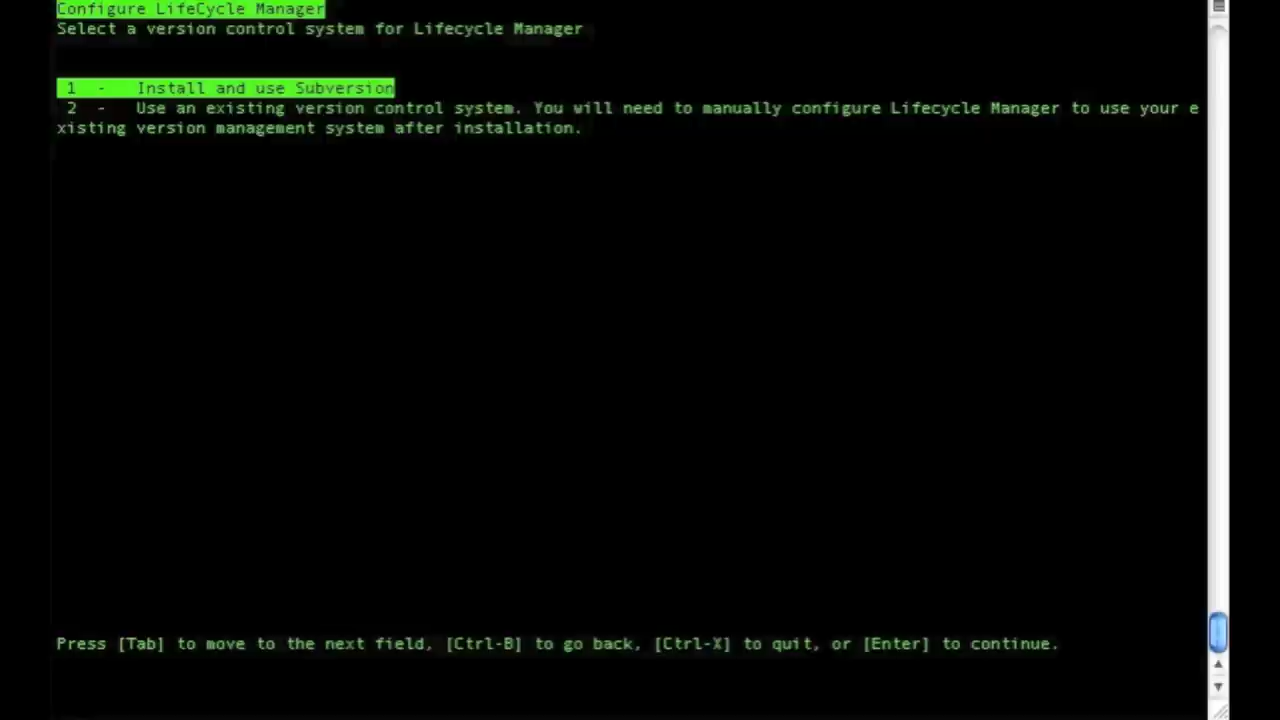 Configure LifeCycle Manager
Select a version control system for Lifecycle Manager
1 - Install and use Subversion
2 - Use an existing version control system. You will need to manually configure Lifecycle Manager to use your e
xisting version management system after installation.
Press [Tab] to move to the next field, [Ctrl-B] to go back, [Ctrl-X] to quit, or [Enter] to continue.